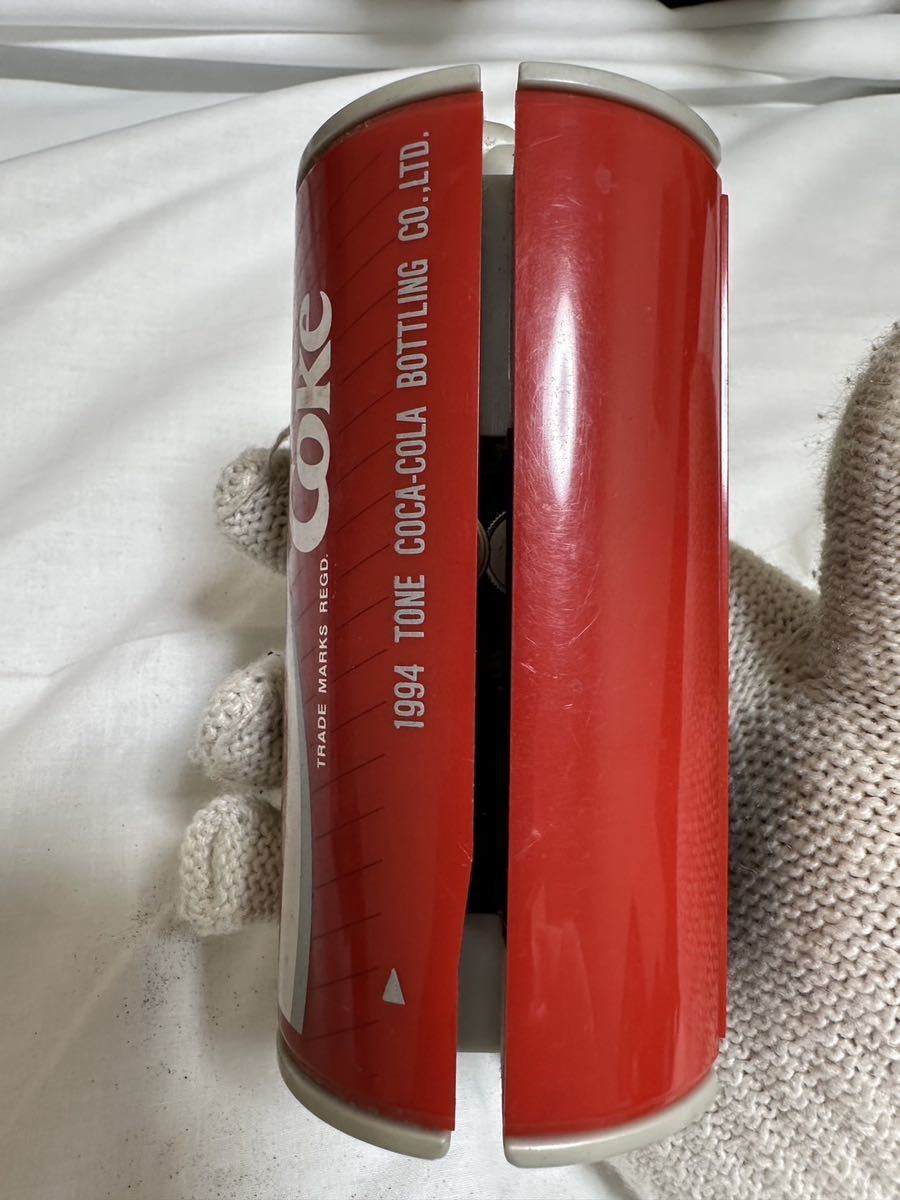 Coke
TRADE MARKS REGD.
1994 TONE COCA-COLA BOTTLING CO.,LTD.